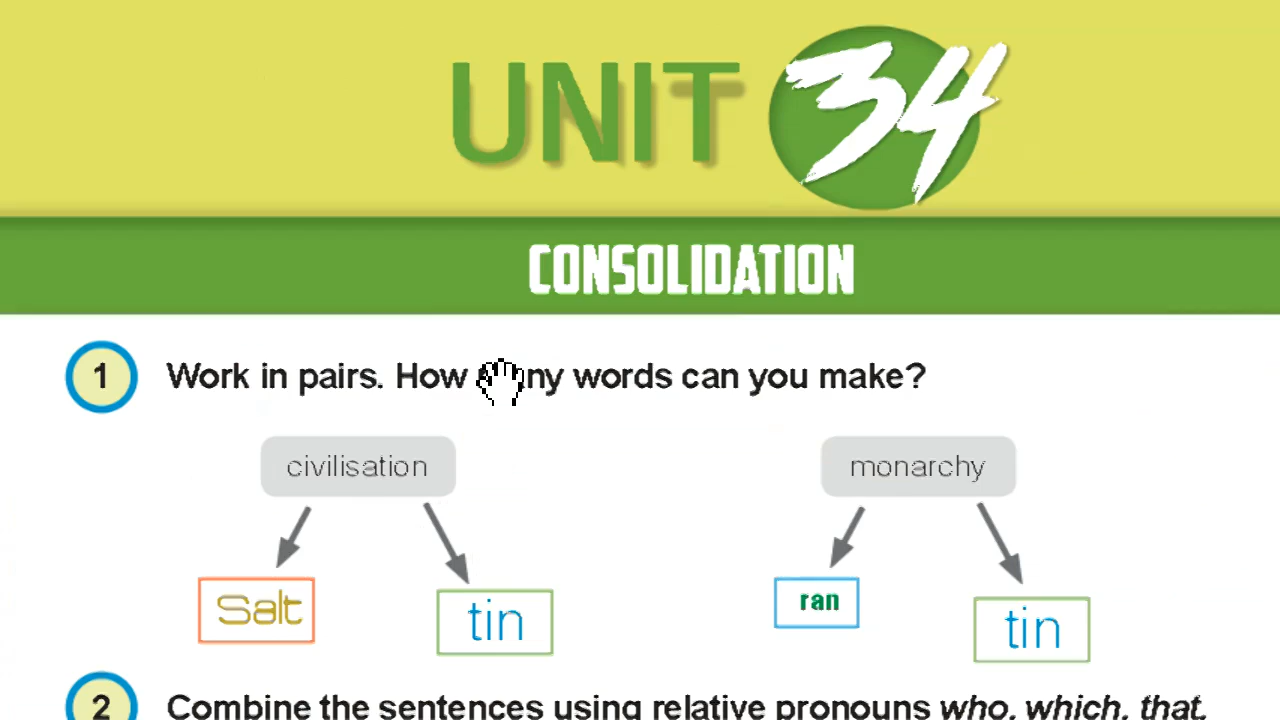 UNIT 34
CONSOLIDATION
1 Work in pairs. How many words can you make?
civilisation monarchy
Salt tin ran tin
2 Combine the sentences using relative pronouns who, which, that,